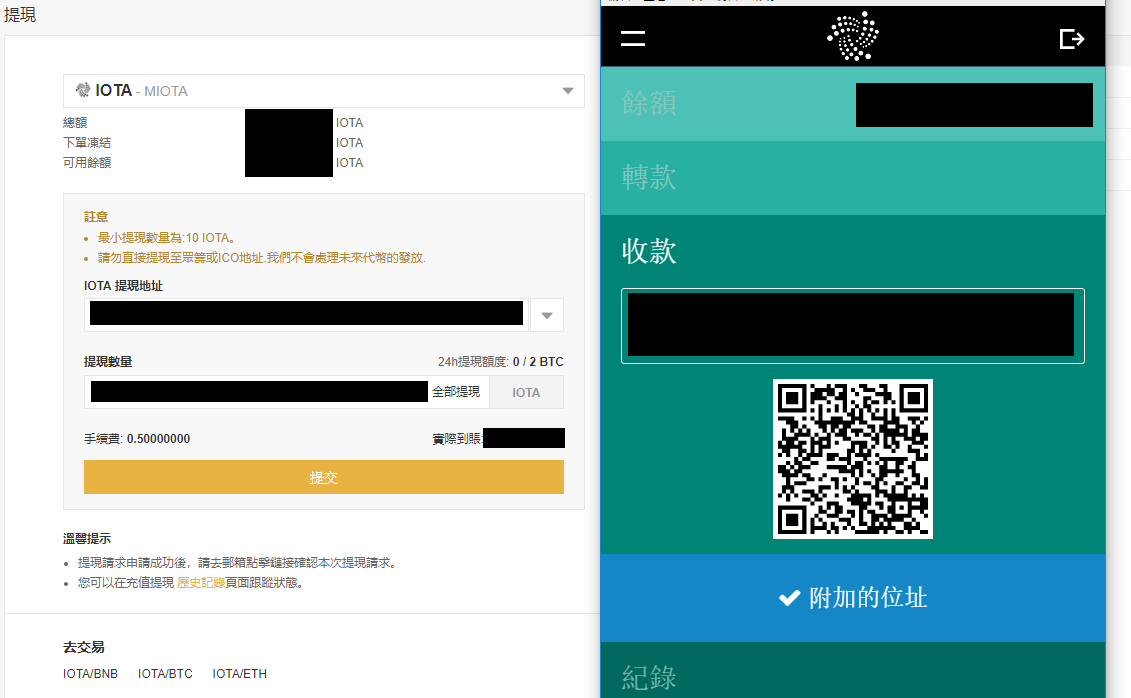 提現
IOTA - MIOTA
總額 IOTA
下單凍結 IOTA
可用餘額 IOTA
註意
最小提現數量為:10 IOTA。
請勿直接提現至眾籌或ICO地址.我們不會處理未來代幣的發放.
IOTA 提現地址
提現數量 24h提現額度: 0 / 2 BTC
全部提現 IOTA
手續費: 0.50000000 實際到賬:
提交
溫馨提示
提現請求申請成功後，請去郵箱點擊鏈接確認本次提現請求。
您可以在充值提現 歷史記錄頁面跟蹤狀態。
去交易
IOTA/BNB IOTA/BTC IOTA/ETH
餘額
轉款
收款
附加的位址
紀錄